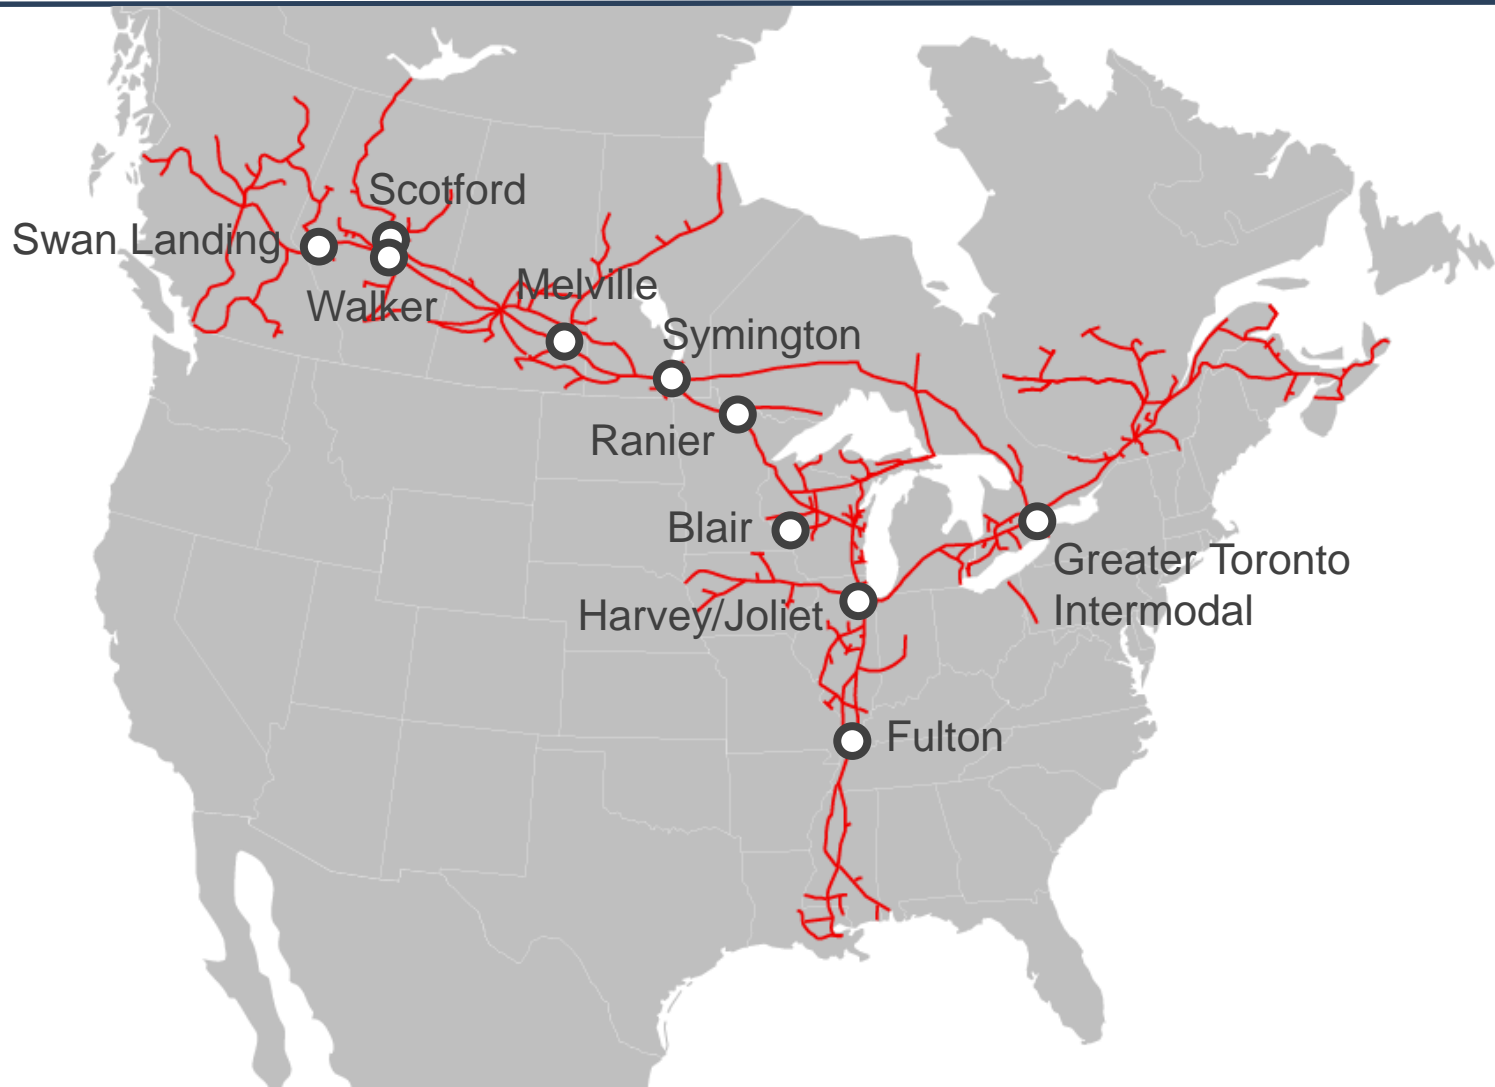 Scotford
Swan Landing
Melville
Walker
Symington
Ranier
Blair
Greater Toronto
Intermodal
Harvey/Joliet
Fulton